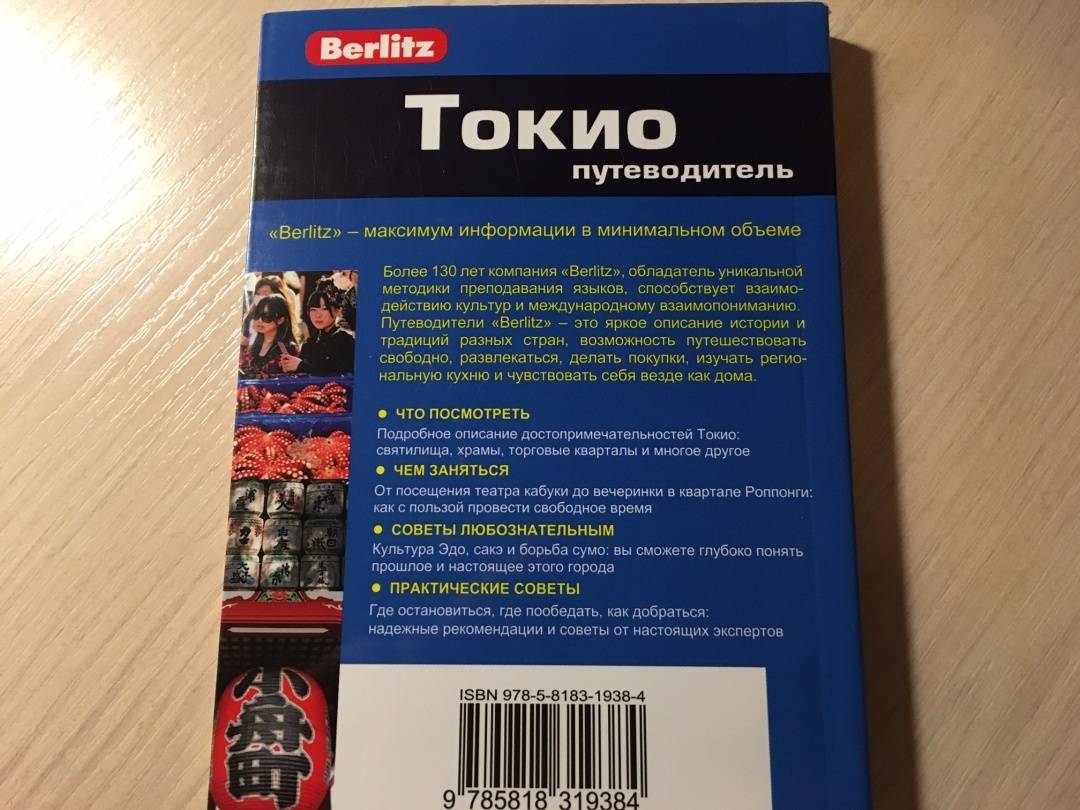 Berlitz
Токио
путеводитель
«Berlitz» – максимум информации в минимальном объеме
Более 130 лет компания «Berlitz», обладатель уникальной
методики преподавания языков, способствует взаимо-
действию культур и международному взаимопониманию.
Путеводители «Berlitz» – это яркое описание истории и
традиций разных стран, возможность путешествовать
свободно, развлекаться, делать покупки, изучать регио-
нальную кухню и чувствовать себя везде как дома.
● ЧТО ПОСМОТРЕТЬ
Подробное описание достопримечательностей Токио:
святилища, храмы, торговые кварталы и многое другое
● ЧЕМ ЗАНЯТЬСЯ
От посещения театра кабуки до вечеринки в квартале Роппонги:
как с пользой провести свободное время
● СОВЕТЫ ЛЮБОЗНАТЕЛЬНЫМ
Культура Эдо, сакэ и борьба сумо: вы сможете глубоко понять
прошлое и настоящее этого города
● ПРАКТИЧЕСКИЕ СОВЕТЫ
Где остановиться, где пообедать, как добраться:
надежные рекомендации и советы от настоящих экспертов
小舟町
ISBN 978-5-8183-1938-4
9 785818 319384